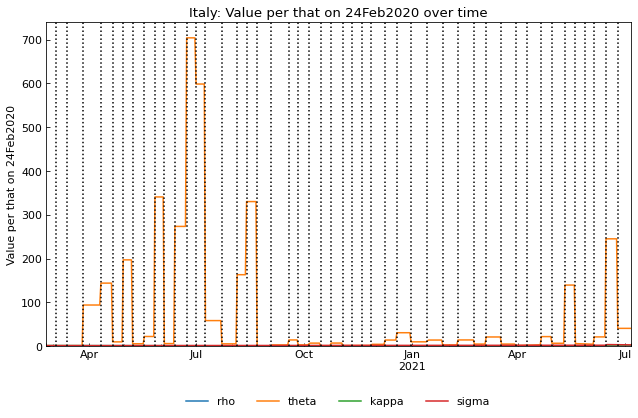 Italy: Value per that on 24Feb2020 over time
Value per that on 24Feb2020
700
600
500
400
300
200
100
0
Apr Jul Oct Jan Apr Jul
2021
rho theta kappa sigma